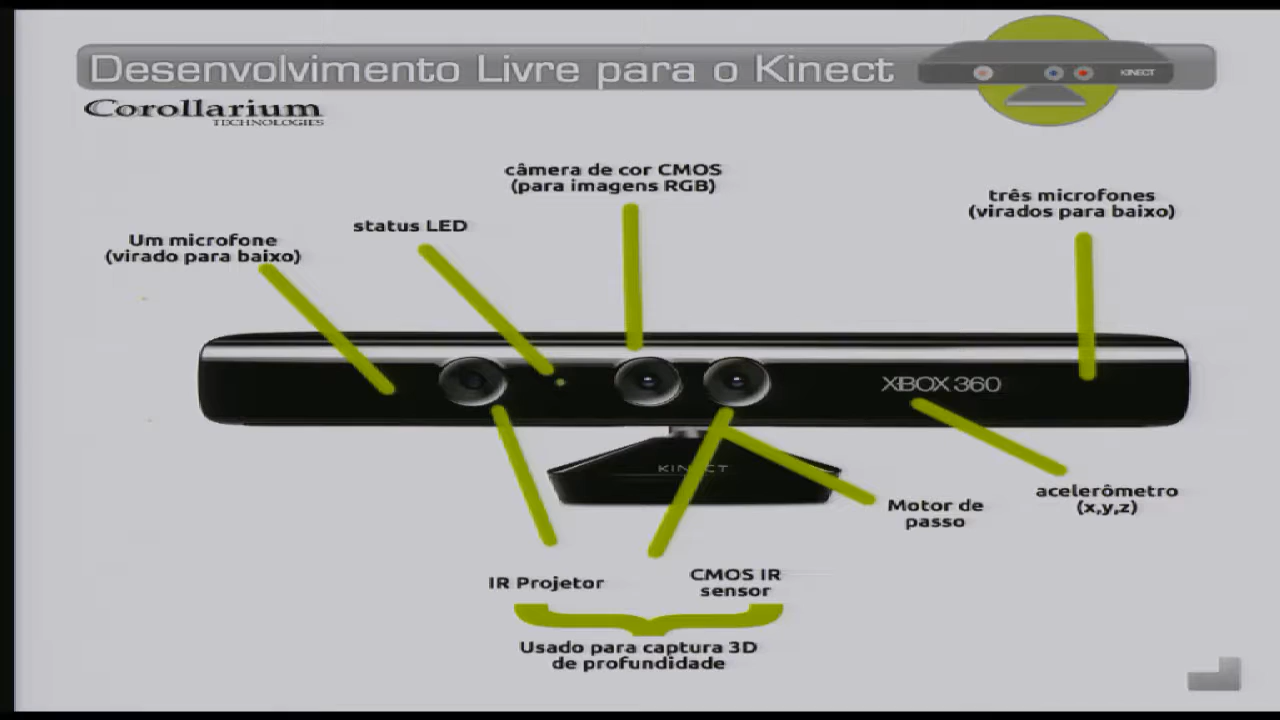 Desenvolvimento Livre para o Kinect
KINECT
Corollarium
TECHNOLOGIES
câmera de cor CMOS
(para imagens RGB)
três microfones
(virados para baixo)
status LED
Um microfone
(virado para baixo)
XBOX 360
KINECT
acelerômetro
(x,y,z)
Motor de
passo
IR Projetor
CMOS IR
sensor
Usado para captura 3D
de profundidade